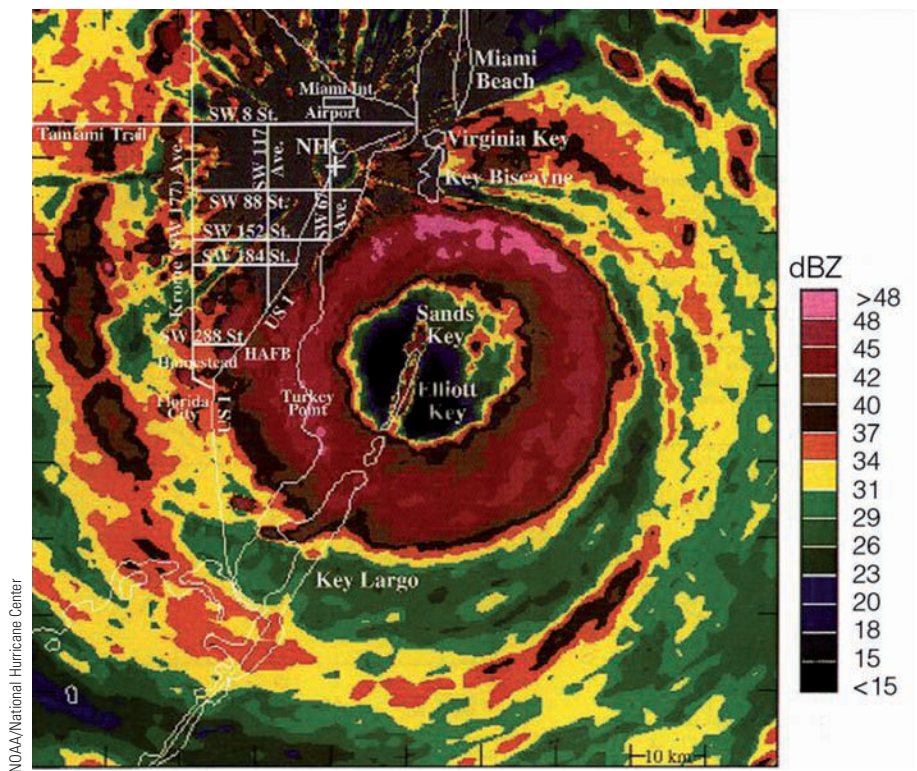 Miami
Beach
Miami Int.
Airport
SW 8 St.
Tamiami Trail
Virginia Key
NHC
Key Biscayne
Krome (SW 177) Ave.
SW 117
Ave.
SW 67
Ave.
SW 88 St.
SW 152 St.
SW 184 St.
US 1
SW 288 St.
HAFB
Homestead
Florida
City
US 1
Turkey
Point
Sands
Key
Elliott
Key
Key Largo
10 km
dBZ
>48
48
45
42
40
37
34
31
29
26
23
20
18
15
<15
NOAA/National Hurricane Center